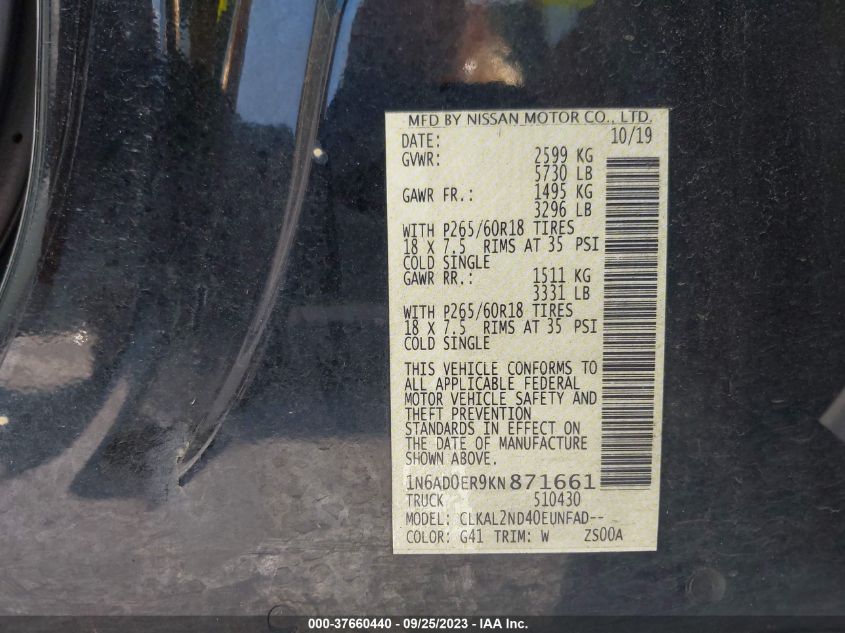 MFD BY NISSAN MOTOR CO., LTD.
DATE: 10/19
GVWR: 2599 KG
5730 LB
GAWR FR.: 1495 KG
3296 LB
WITH P265/60R18 TIRES
18 X 7.5 RIMS AT 35 PSI
COLD SINGLE
GAWR RR.: 1511 KG
3331 LB
WITH P265/60R18 TIRES
18 X 7.5 RIMS AT 35 PSI
COLD SINGLE
THIS VEHICLE CONFORMS TO
ALL APPLICABLE FEDERAL
MOTOR VEHICLE SAFETY AND
THEFT PREVENTION
STANDARDS IN EFFECT ON
THE DATE OF MANUFACTURE
SHOWN ABOVE.
1N6AD0ER9KN871661
TRUCK 510430
MODEL: CLKAL2ND40EUNFAD--
COLOR: G41 TRIM: W ZS00A
000-37660440 - 09/25/2023 - IAA Inc.